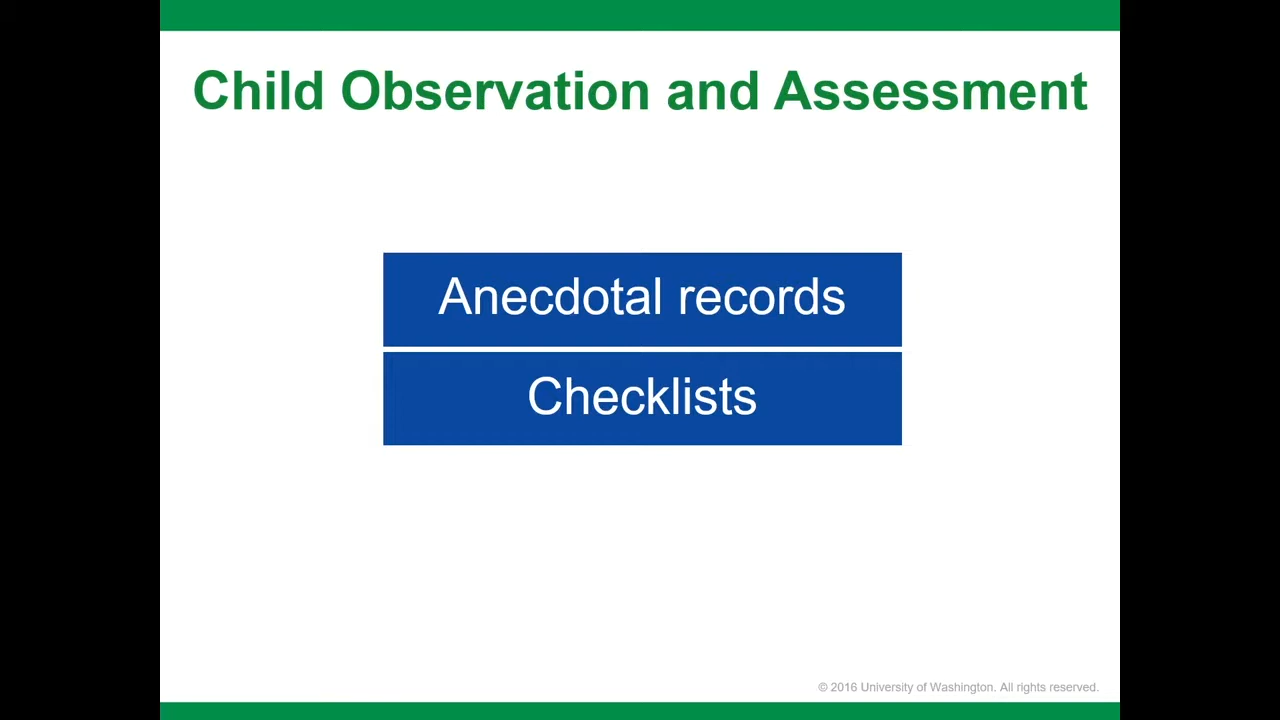 Child Observation and Assessment
Anecdotal records
Checklists
© 2016 University of Washington. All rights reserved.